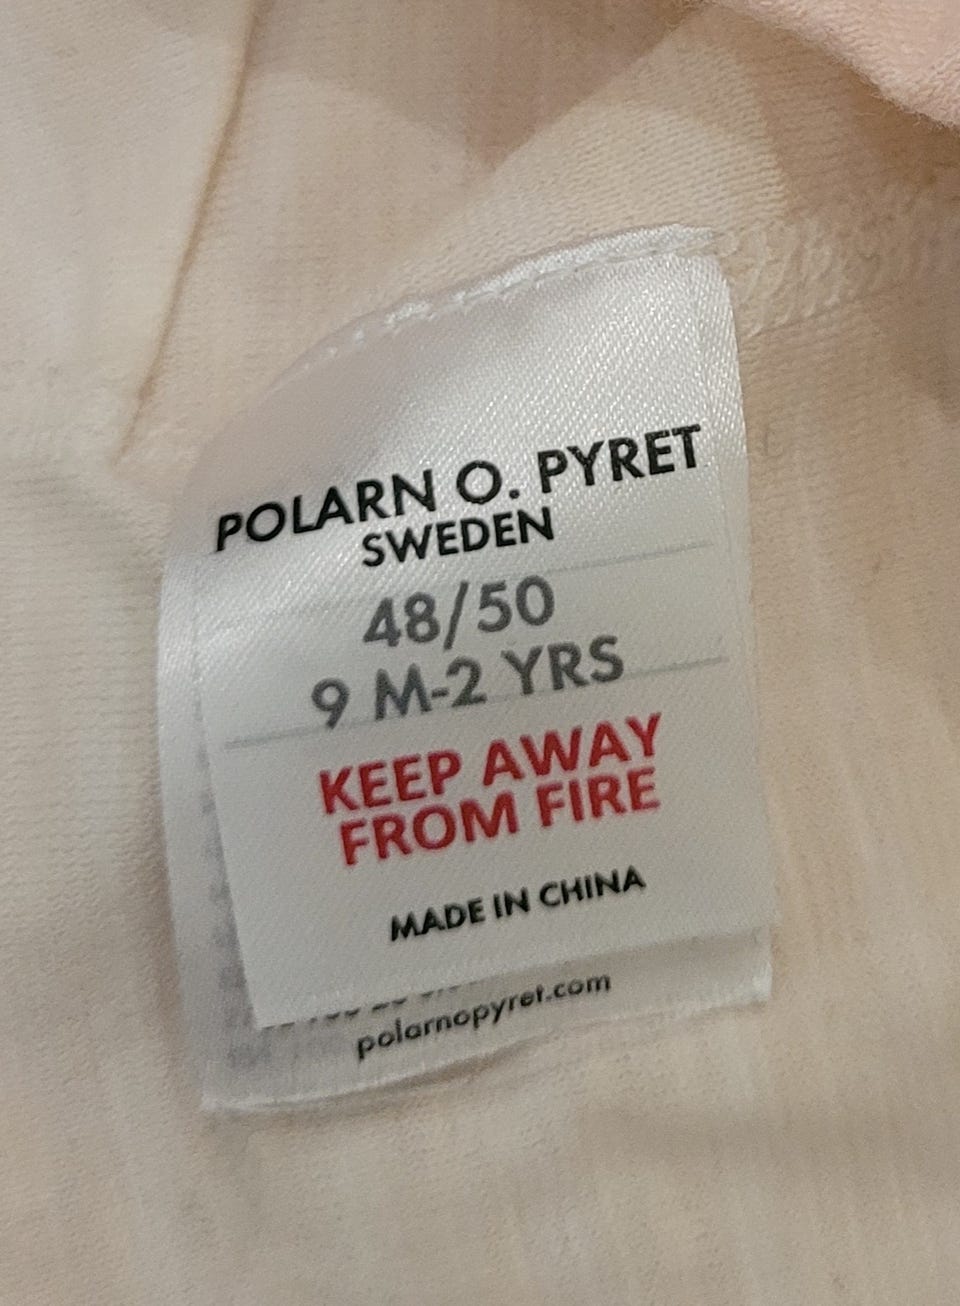 POLARN O. PYRET
SWEDEN
48/50
9 M-2 YRS
KEEP AWAY
FROM FIRE
MADE IN CHINA
polarnopyret.com